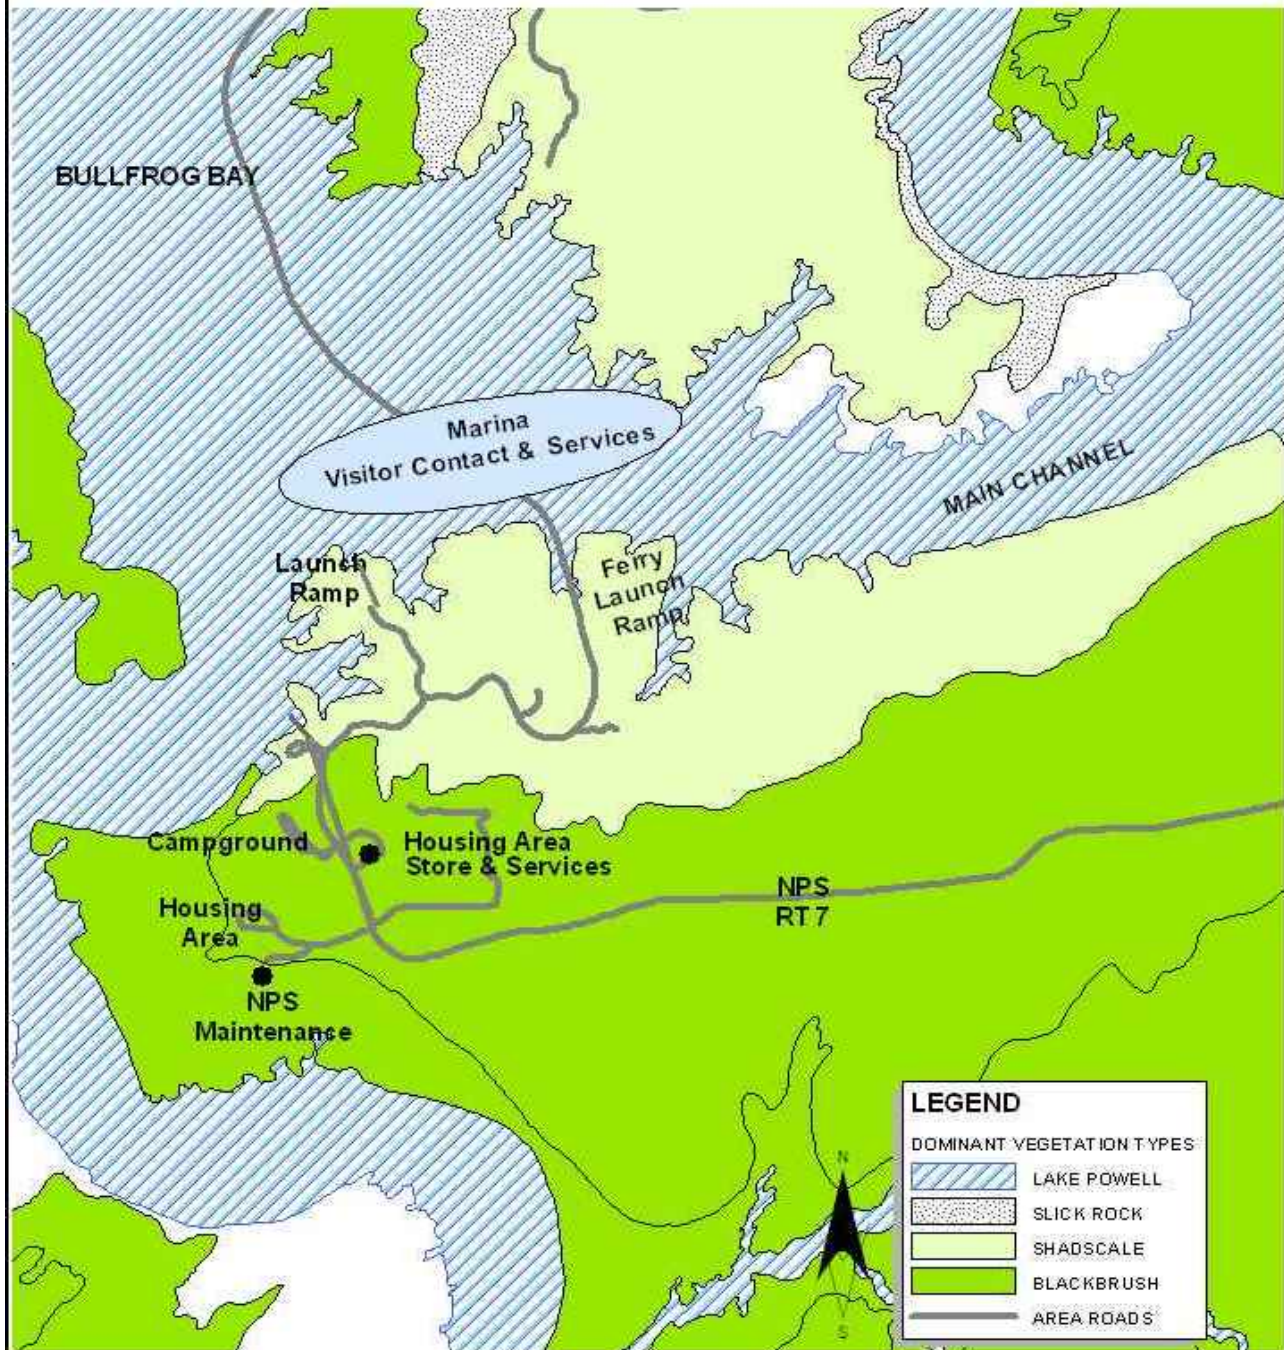 BULLFROG BAY
Marina
Visitor Contact & Services
MAIN CHANNEL
Launch
Ramp
Ferry
Launch
Ramp
Campground
Housing Area
Store & Services
Housing
Area
NPS
RT 7
NPS
Maintenance
LEGEND
DOMINANT VEGETATION TYPES
N
LAKE POWELL
SLICK ROCK
SHADSCALE
BLACKBRUSH
AREA ROADS
S